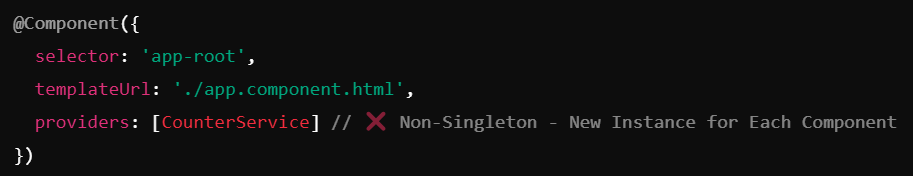 @Component({
  selector: 'app-root',
  templateUrl: './app.component.html',
  providers: [CounterService] // ❌ Non-Singleton - New Instance for Each Component
})